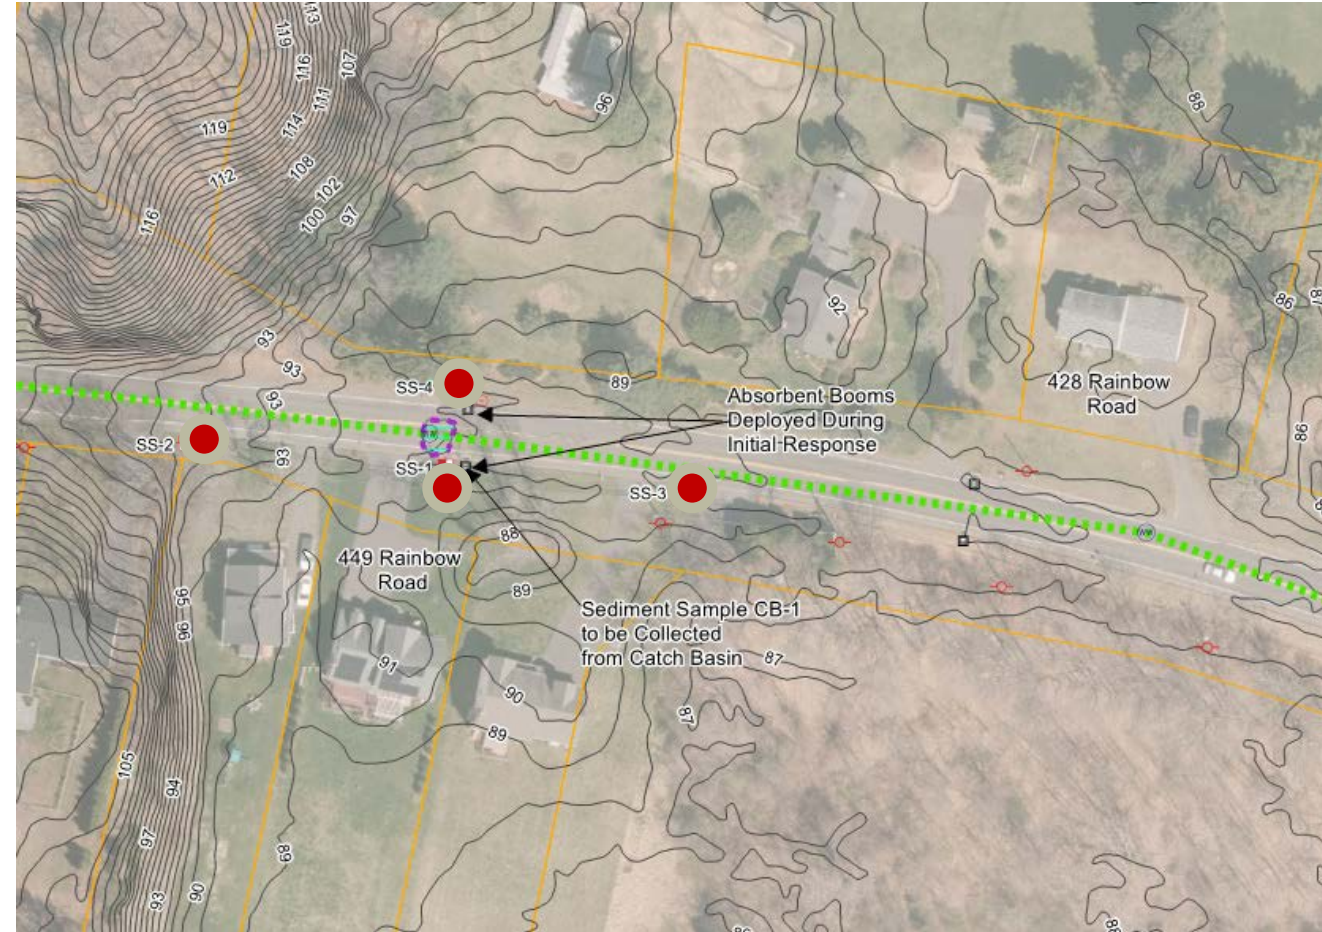 113
119
116
107
111
114
119
108
112
102
100
97
116
96
88
92
86
93
93
93
89
SS-4
Absorbent Booms
Deployed During
Initial Response
428 Rainbow
Road
86
SS-2
93
SS-1
SS-3
88
449 Rainbow
Road
89
Sediment Sample CB-1
to be Collected
from Catch Basin
87
91
90
87
89
95
96
105
94
97
89
93
90